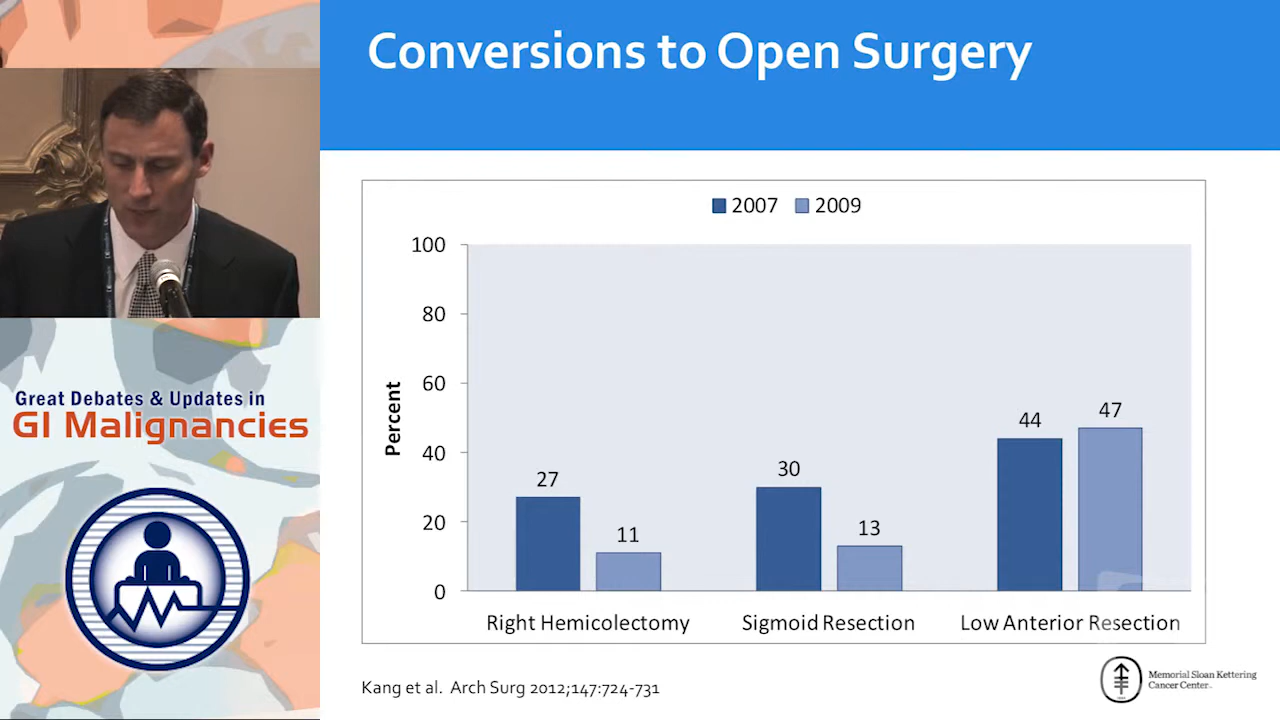 Conversions to Open Surgery
Great Debates & Updates in
GI Malignancies
2007 2009
Percent
100
80
60
40
20
0
27
11
30
13
44
47
Right Hemicolectomy
Sigmoid Resection
Low Anterior Resection
Kang et al. Arch Surg 2012;147:724-731
Memorial Sloan Kettering
Cancer Center